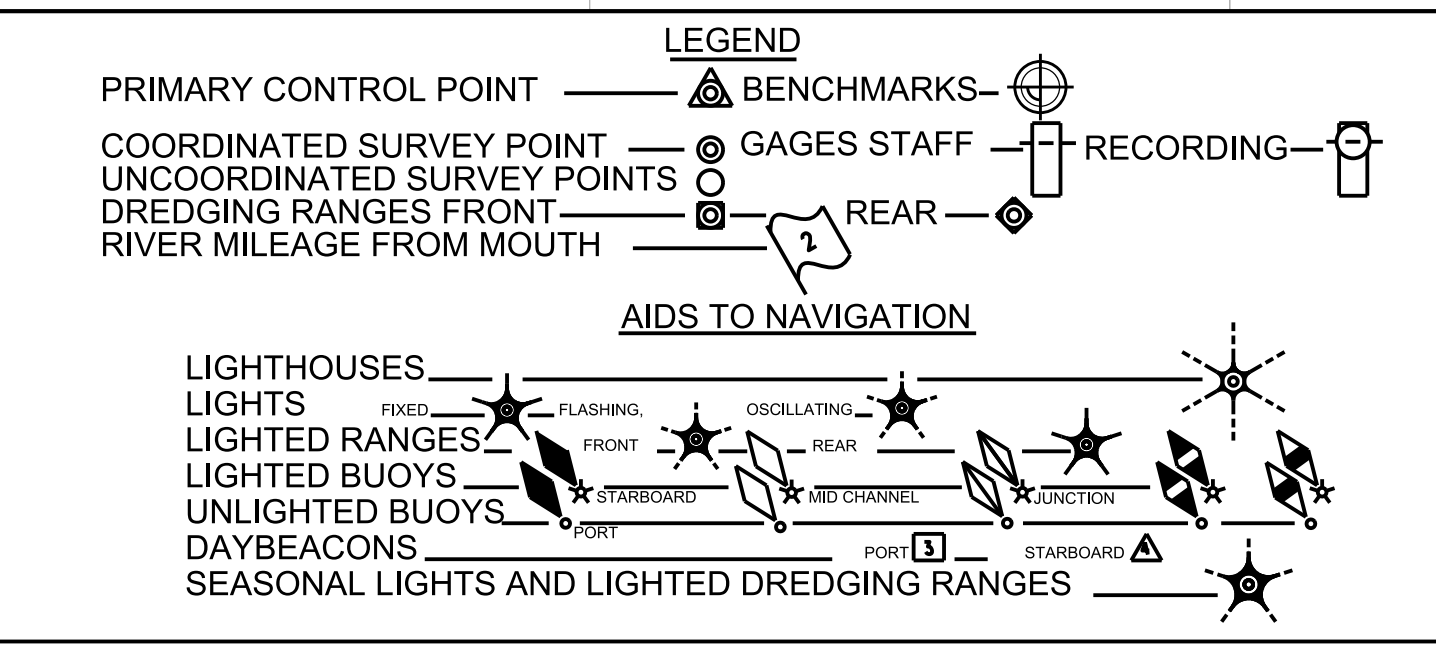 LEGEND
PRIMARY CONTROL POINT BENCHMARKS
COORDINATED SURVEY POINT GAGES STAFF RECORDING
UNCOORDINATED SURVEY POINTS
DREDGING RANGES FRONT REAR
RIVER MILEAGE FROM MOUTH 2
AIDS TO NAVIGATION
LIGHTHOUSES
LIGHTS FIXED FLASHING, OSCILLATING
LIGHTED RANGES FRONT REAR
LIGHTED BUOYS STARBOARD MID CHANNEL JUNCTION
UNLIGHTED BUOYS PORT
DAYBEACONS PORT 3 STARBOARD 4
SEASONAL LIGHTS AND LIGHTED DREDGING RANGES